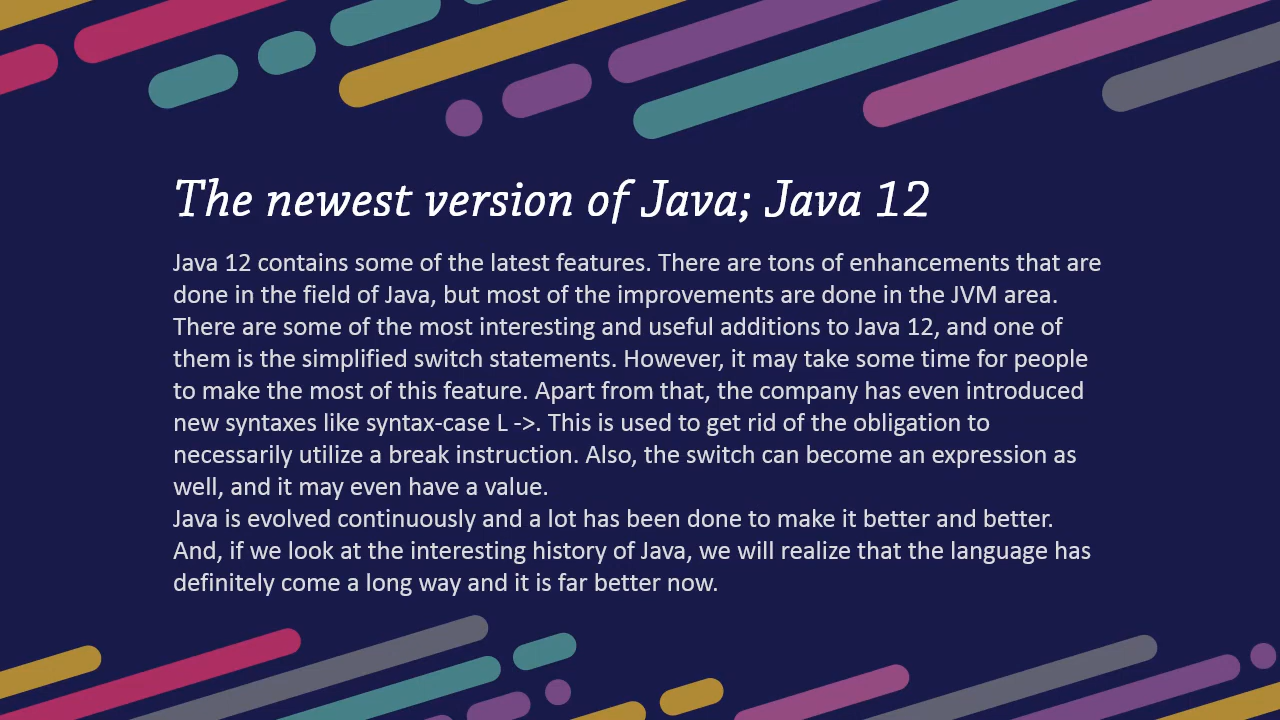 The newest version of Java; Java 12
Java 12 contains some of the latest features. There are tons of enhancements that are
done in the field of Java, but most of the improvements are done in the JVM area.
There are some of the most interesting and useful additions to Java 12, and one of
them is the simplified switch statements. However, it may take some time for people
to make the most of this feature. Apart from that, the company has even introduced
new syntaxes like syntax-case L ->. This is used to get rid of the obligation to
necessarily utilize a break instruction. Also, the switch can become an expression as
well, and it may even have a value.
Java is evolved continuously and a lot has been done to make it better and better.
And, if we look at the interesting history of Java, we will realize that the language has
definitely come a long way and it is far better now.